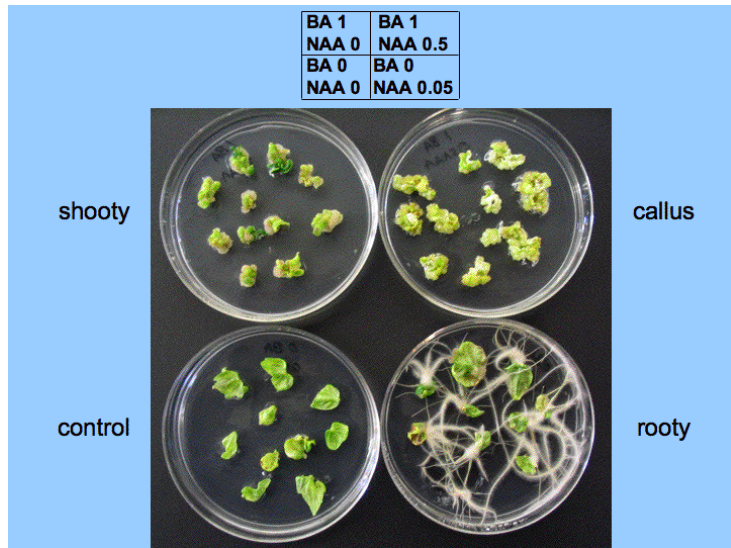 BA 1 BA 1
NAA 0 NAA 0.5
BA 0 BA 0
NAA 0 NAA 0.05
shooty callus
control rooty